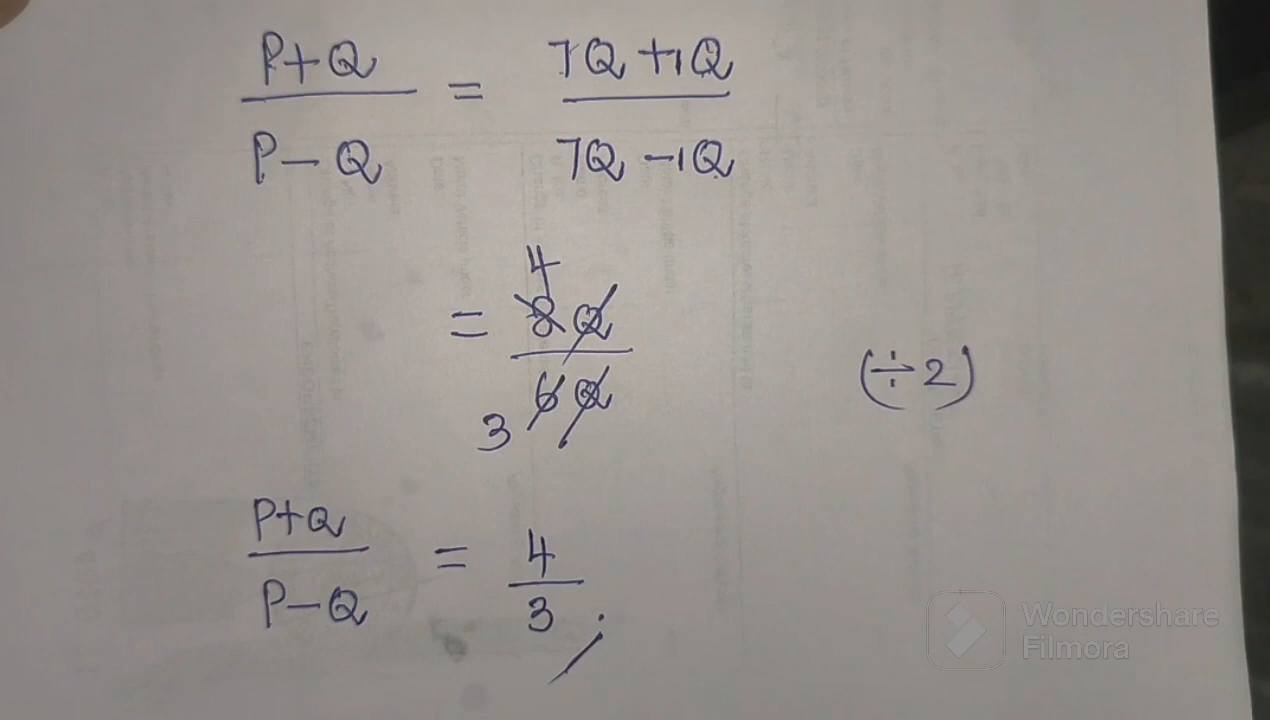 P+Q / P-Q = 7Q +1Q / 7Q -1Q
= 8Q / 6Q 4 3 (÷2)
P+Q / P-Q = 4 / 3
Wondershare
Filmora